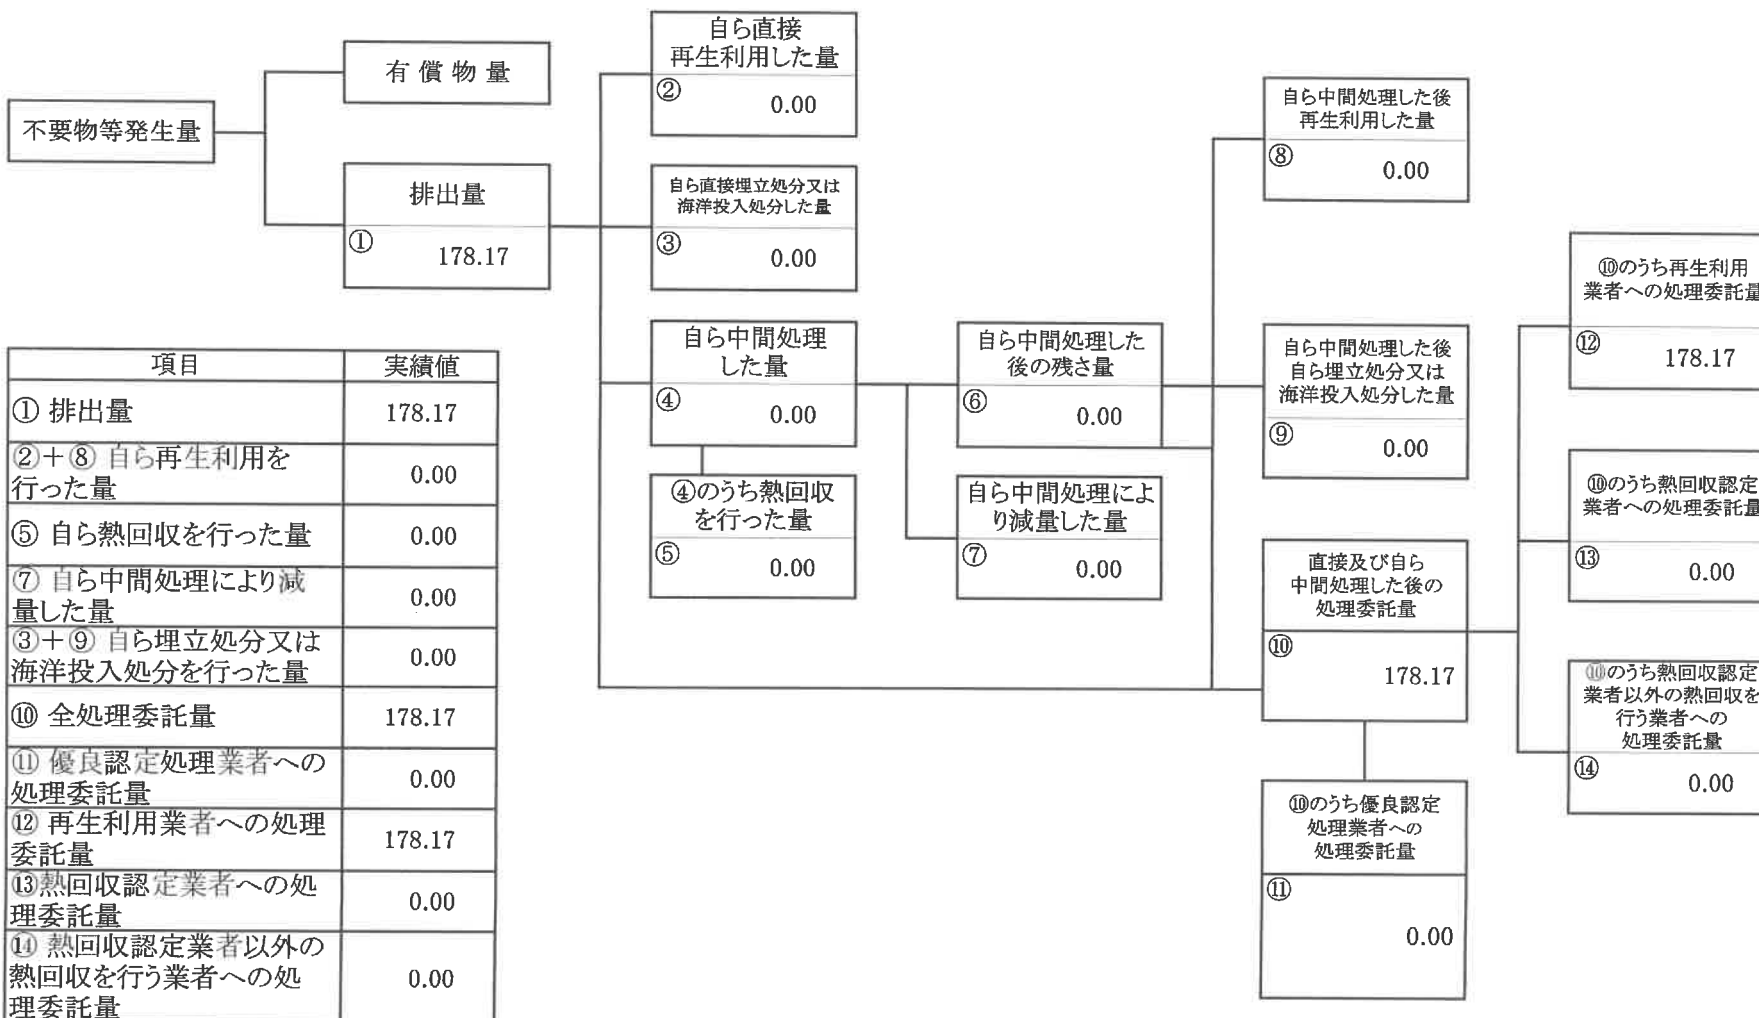 不要物等発生量
有償物量
排出量
①
178.17
自ら直接
再生利用した量
②
0.00
自ら直接埋立処分又は
海洋投入処分した量
③
0.00
自ら中間処理
した量
④
0.00
④のうち熱回収
を行った量
⑤
0.00
自ら中間処理した
後の残さ量
⑥
0.00
自ら中間処理によ
り減量した量
⑦
0.00
自ら中間処理した後
再生利用した量
⑧
0.00
自ら中間処理した後
自ら埋立処分又は
海洋投入処分した量
⑨
0.00
直接及び自ら
中間処理した後の
処理委託量
⑩
178.17
⑩のうち優良認定
処理業者への
処理委託量
⑪
0.00
⑩のうち再生利用
業者への処理委託量
⑫
178.17
⑩のうち熱回収認定
業者への処理委託量
⑬
0.00
⑩のうち熱回収認定
業者以外の熱回収を
行う業者への
処理委託量
⑭
0.00
項目 実績値
① 排出量 178.17
②+⑧ 自ら再生利用を
行った量 0.00
⑤ 自ら熱回収を行った量 0.00
⑦ 自ら中間処理により減
量した量 0.00
③+⑨ 自ら埋立処分又は
海洋投入処分を行った量 0.00
⑩ 全処理委託量 178.17
⑪ 優良認定処理業者への
処理委託量 0.00
⑫ 再生利用業者への処理
委託量 178.17
⑬熱回収認定業者への処
理委託量 0.00
⑭ 熱回収認定業者以外の
熱回収を行う業者への処
理委託量 0.00